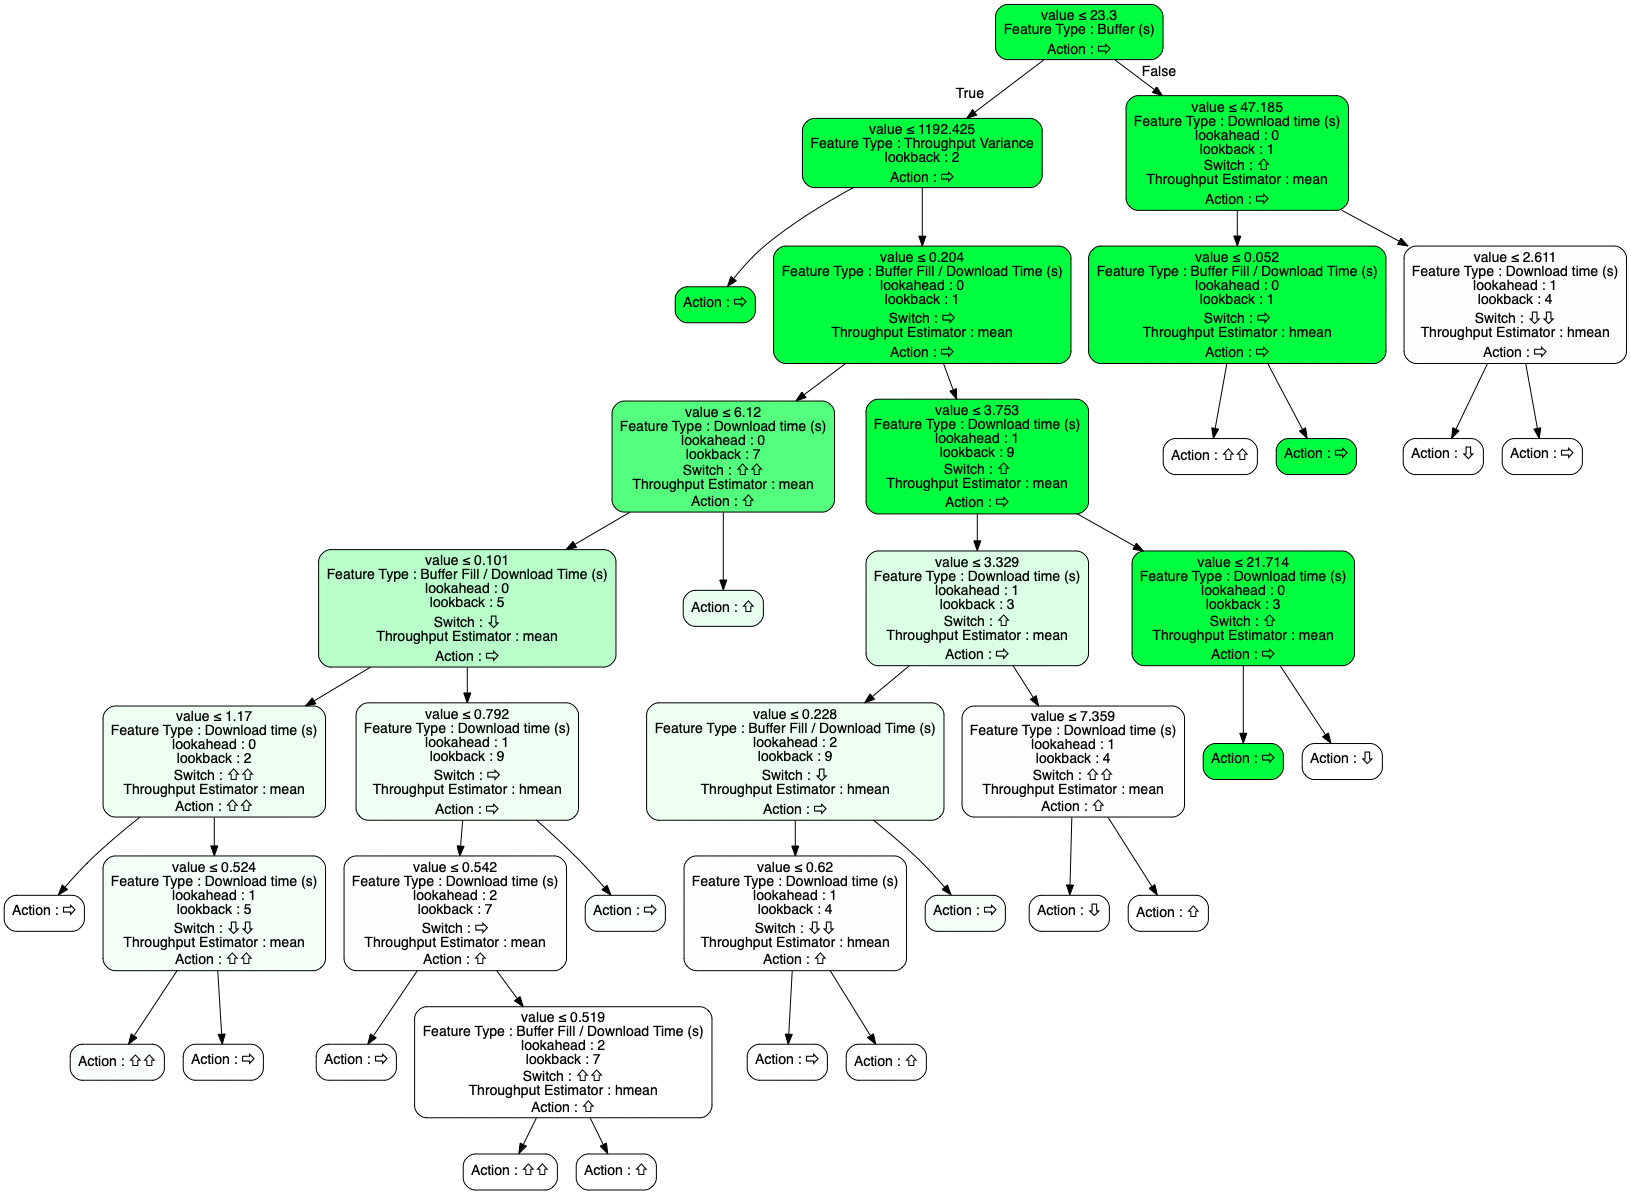 value ≤ 23.3
Feature Type : Buffer (s)
Action : ⇨
True
False
value ≤ 1192.425
Feature Type : Throughput Variance
lookback : 2
Action : ⇨
value ≤ 47.185
Feature Type : Download time (s)
lookahead : 0
lookback : 1
Switch : ⇧
Throughput Estimator : mean
Action : ⇨
Action : ⇨
value ≤ 0.204
Feature Type : Buffer Fill / Download Time (s)
lookahead : 0
lookback : 1
Switch : ⇨
Throughput Estimator : mean
Action : ⇨
value ≤ 0.052
Feature Type : Buffer Fill / Download Time (s)
lookahead : 0
lookback : 1
Switch : ⇨
Throughput Estimator : hmean
Action : ⇨
value ≤ 2.611
Feature Type : Download time (s)
lookahead : 1
lookback : 4
Switch : ⇩⇩
Throughput Estimator : hmean
Action : ⇨
value ≤ 6.12
Feature Type : Download time (s)
lookahead : 0
lookback : 7
Switch : ⇧⇧
Throughput Estimator : mean
Action : ⇧
value ≤ 3.753
Feature Type : Download time (s)
lookahead : 1
lookback : 9
Switch : ⇧
Throughput Estimator : mean
Action : ⇨
Action : ⇧⇧
Action : ⇨
Action : ⇩
Action : ⇨
value ≤ 0.101
Feature Type : Buffer Fill / Download Time (s)
lookahead : 0
lookback : 5
Switch : ⇩
Throughput Estimator : mean
Action : ⇨
Action : ⇧
value ≤ 3.329
Feature Type : Download time (s)
lookahead : 1
lookback : 3
Switch : ⇧
Throughput Estimator : mean
Action : ⇨
value ≤ 21.714
Feature Type : Download time (s)
lookahead : 0
lookback : 3
Switch : ⇧
Throughput Estimator : mean
Action : ⇨
value ≤ 1.17
Feature Type : Download time (s)
lookahead : 0
lookback : 2
Switch : ⇧⇧
Throughput Estimator : mean
Action : ⇧⇧
value ≤ 0.792
Feature Type : Download time (s)
lookahead : 1
lookback : 9
Switch : ⇨
Throughput Estimator : hmean
Action : ⇨
value ≤ 0.228
Feature Type : Buffer Fill / Download Time (s)
lookahead : 2
lookback : 9
Switch : ⇩
Throughput Estimator : hmean
Action : ⇨
value ≤ 7.359
Feature Type : Download time (s)
lookahead : 1
lookback : 4
Switch : ⇧⇧
Throughput Estimator : mean
Action : ⇧
Action : ⇨
Action : ⇩
Action : ⇨
value ≤ 0.524
Feature Type : Download time (s)
lookahead : 1
lookback : 5
Switch : ⇩⇩
Throughput Estimator : mean
Action : ⇧⇧
value ≤ 0.542
Feature Type : Download time (s)
lookahead : 2
lookback : 7
Switch : ⇨
Throughput Estimator : mean
Action : ⇧
Action : ⇨
value ≤ 0.62
Feature Type : Download time (s)
lookahead : 1
lookback : 4
Switch : ⇩⇩
Throughput Estimator : hmean
Action : ⇧
Action : ⇨
Action : ⇩
Action : ⇧
Action : ⇧⇧
Action : ⇨
Action : ⇨
value ≤ 0.519
Feature Type : Buffer Fill / Download Time (s)
lookahead : 2
lookback : 7
Switch : ⇧⇧
Throughput Estimator : hmean
Action : ⇧
Action : ⇨
Action : ⇧
Action : ⇧⇧
Action : ⇧